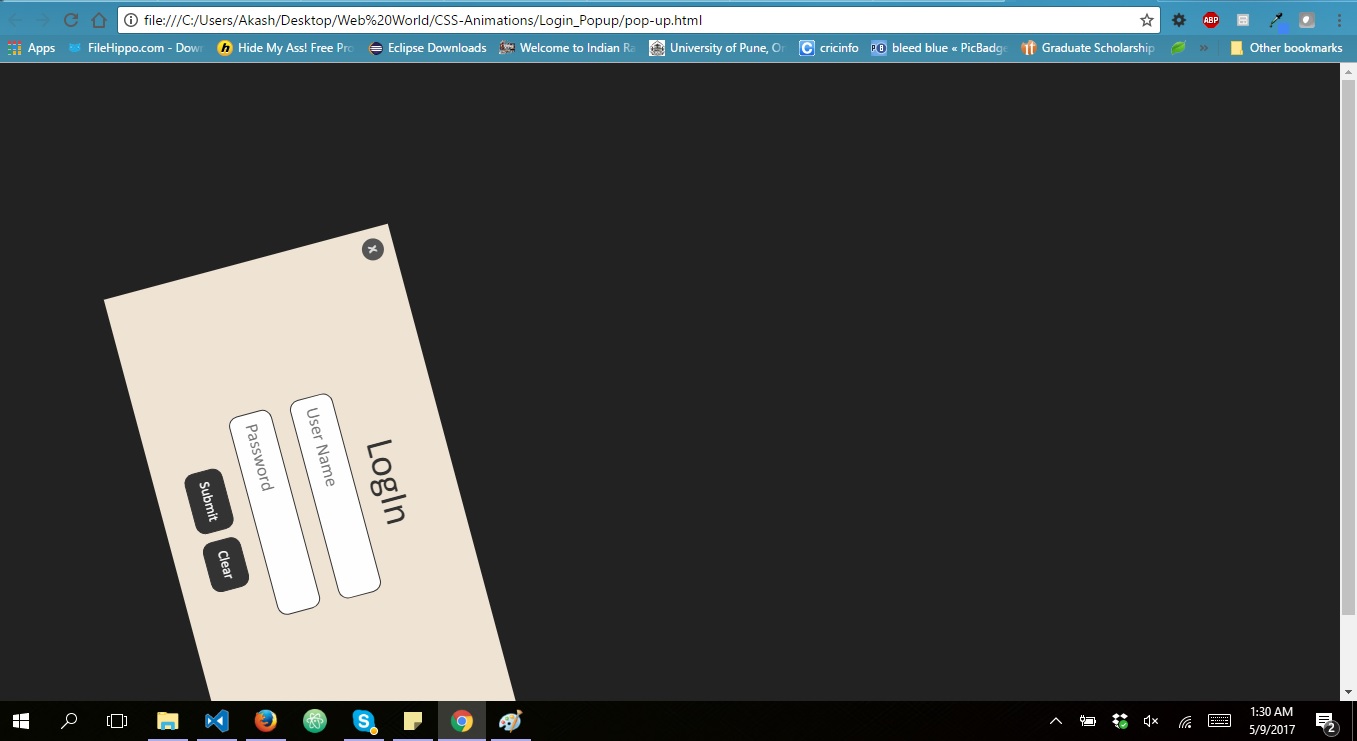 file:///C:/Users/Akash/Desktop/Web%20World/CSS-Animations/Login_Popup/pop-up.html
ABP
Apps FileHippo.com - Dow Hide My Ass! Free Pro Eclipse Downloads Welcome to Indian Ra University of Pune, Or cricinfo bleed blue « PicBadge Graduate Scholarship » Other bookmarks
LogIn
User Name
Password
Submit Clear
1:30 AM
5/9/2017
2